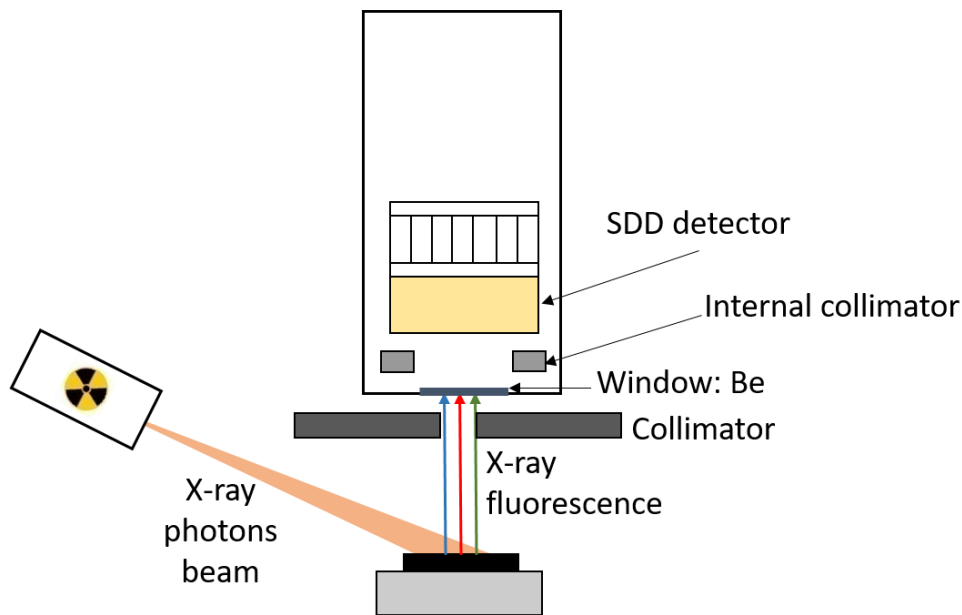 SDD detector
Internal collimator
Window: Be
Collimator
X-ray
fluorescence
X-ray
photons
beam